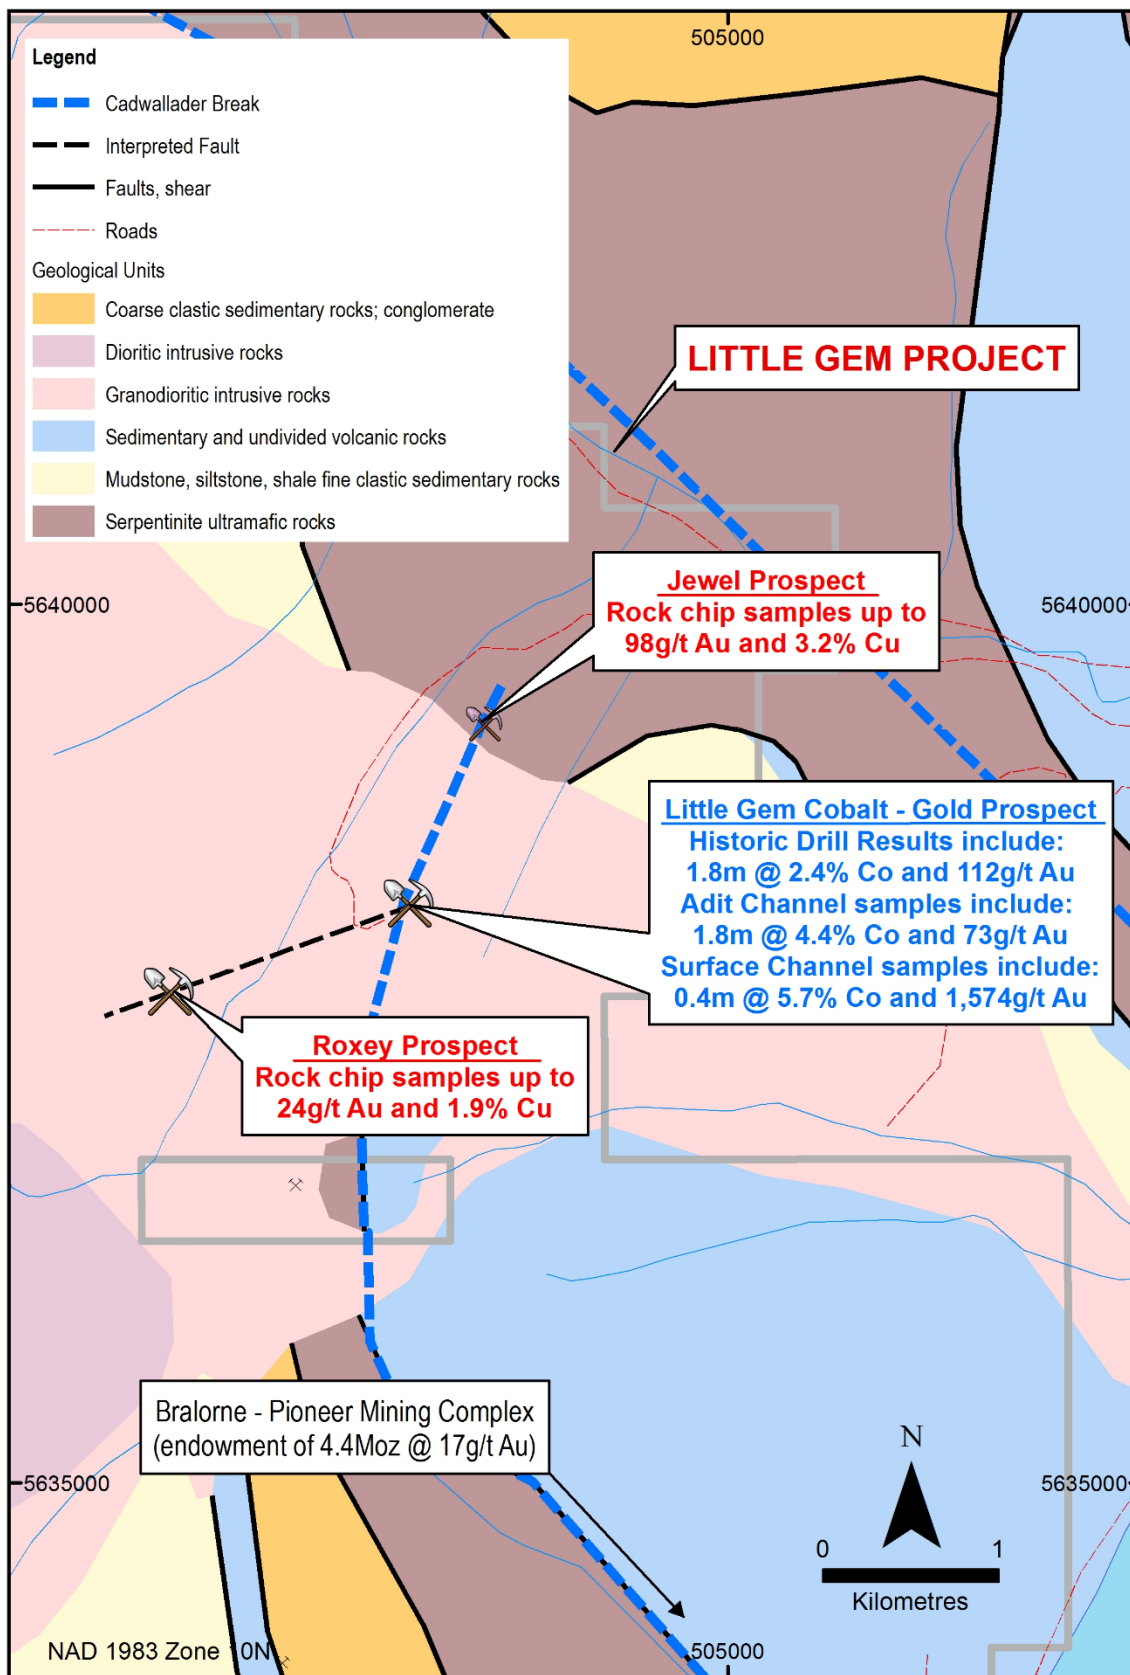 505000
Legend
Cadwallader Break
Interpreted Fault
Faults, shear
Roads
Geological Units
Coarse clastic sedimentary rocks; conglomerate
Dioritic intrusive rocks
Granodioritic intrusive rocks
Sedimentary and undivided volcanic rocks
Mudstone, siltstone, shale fine clastic sedimentary rocks
Serpentinite ultramafic rocks
LITTLE GEM PROJECT
5640000
5640000
Jewel Prospect
Rock chip samples up to
98g/t Au and 3.2% Cu
Little Gem Cobalt - Gold Prospect
Historic Drill Results include:
1.8m @ 2.4% Co and 112g/t Au
Adit Channel samples include:
1.8m @ 4.4% Co and 73g/t Au
Surface Channel samples include:
0.4m @ 5.7% Co and 1,574g/t Au
Roxey Prospect
Rock chip samples up to
24g/t Au and 1.9% Cu
Bralorne - Pioneer Mining Complex
(endowment of 4.4Moz @ 17g/t Au)
N
5635000
5635000
0 1
Kilometres
NAD 1983 Zone 10N
505000